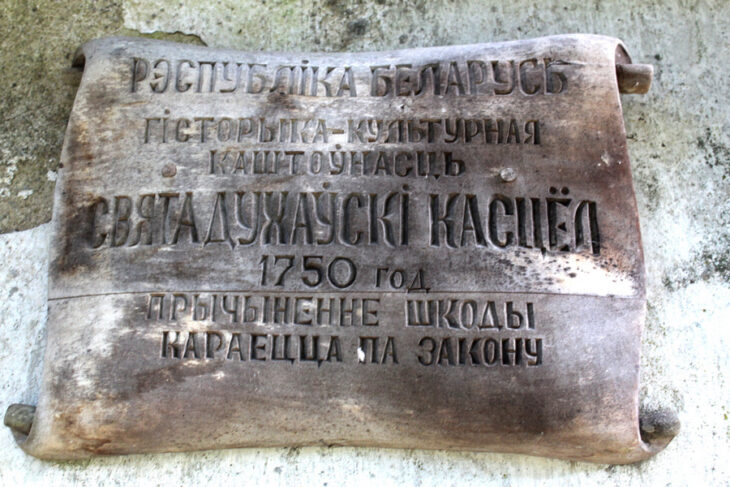 РЭСПУБЛІКА БЕЛАРУСЬ
ГІСТОРЫКА-КУЛЬТУРНАЯ
КАШТОЎНАСЦЬ
СВЯТАДУХАЎСКІ КАСЦЁЛ
1750 год
ПРЫЧЫНЕННЕ ШКОДЫ
КАРАЕЦЦА ПА ЗАКОНУ